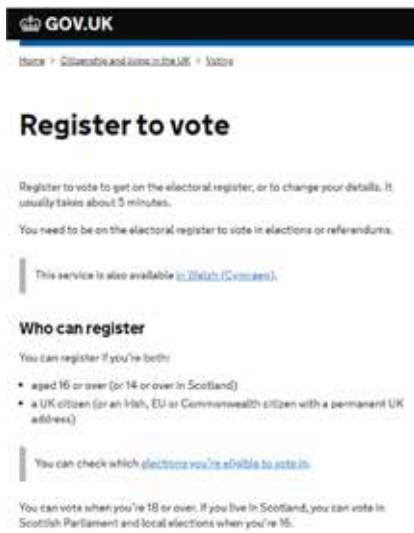 GOV.UK
Home > Citizenship and living in the UK > Voting
Register to vote
Register to vote to get on the electoral register, or to change your details. It
usually takes about 5 minutes.
You need to be on the electoral register to vote in elections or referendums.
This service is also available in Welsh (Cymraeg).
Who can register
You can register if you're both:
• aged 16 or over (or 14 or over in Scotland)
• a UK citizen (or an Irish, EU or Commonwealth citizen with a permanent UK
address)
You can check which elections you're eligible to vote in.
You can vote when you're 18 or over. If you live in Scotland, you can vote in
Scottish Parliament and local elections when you're 16.